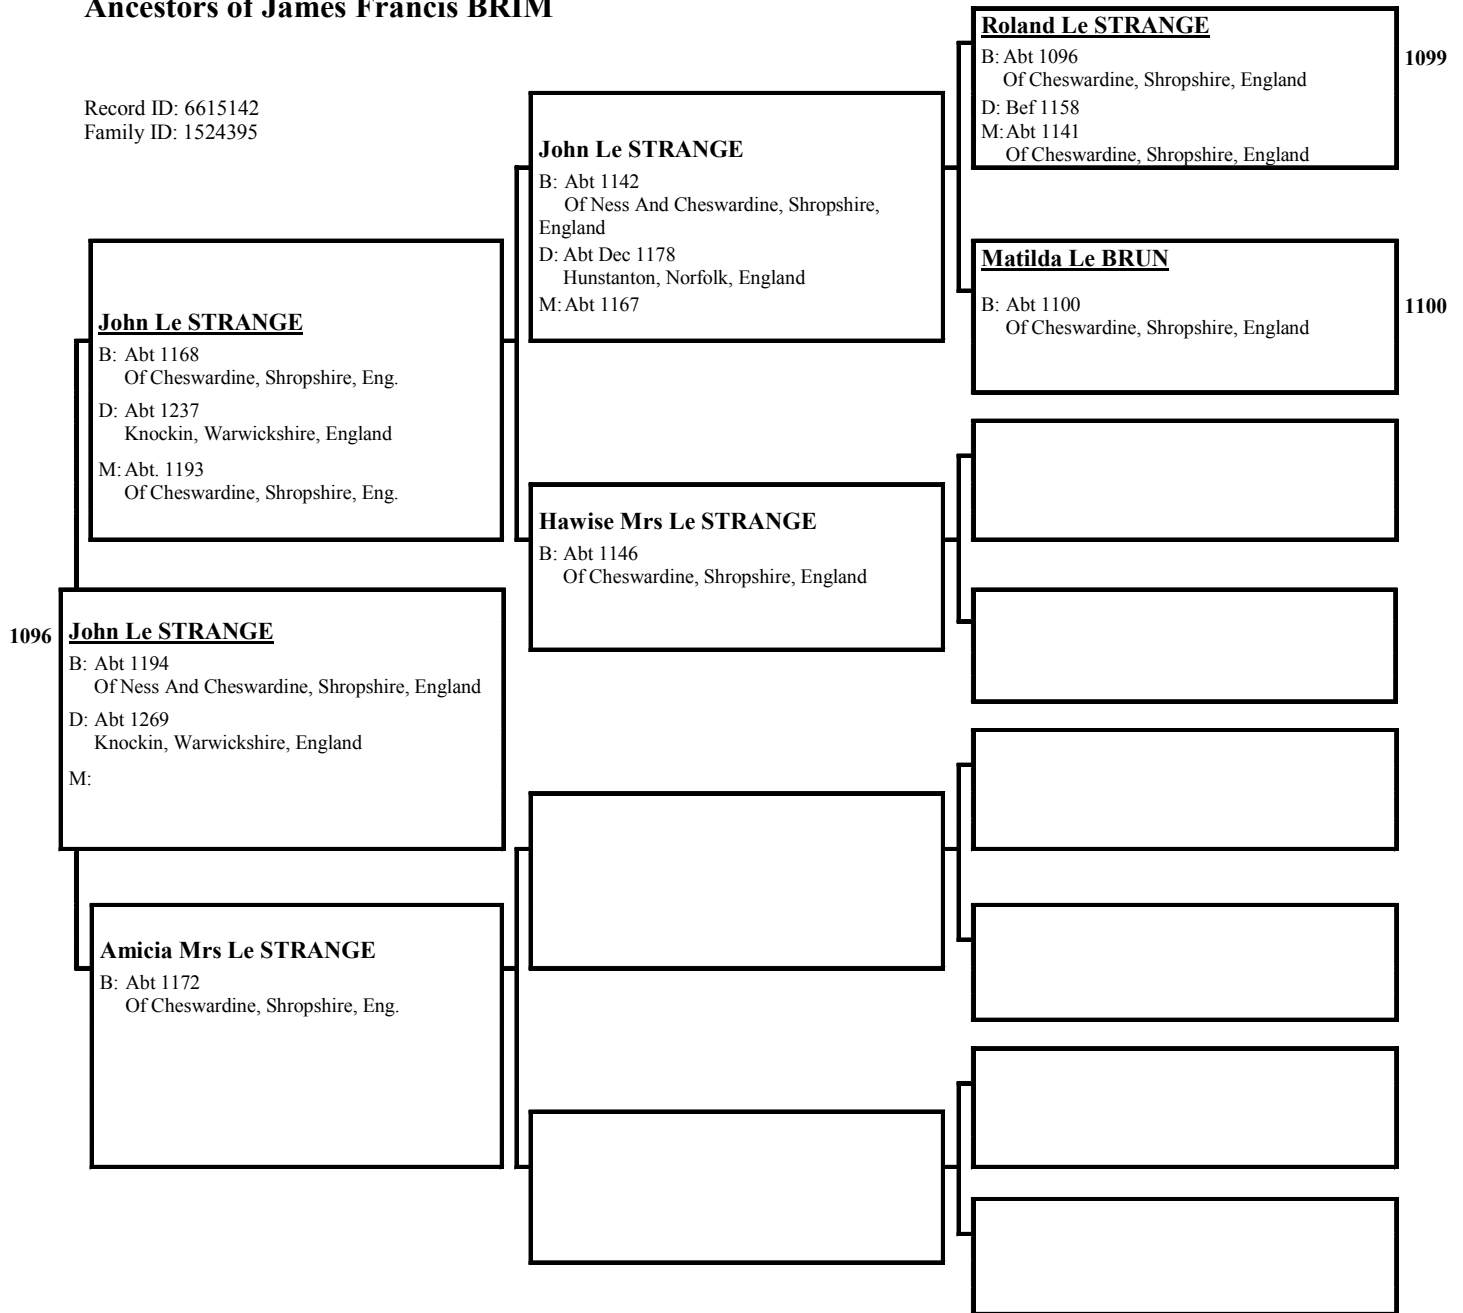 Ancestors of James Francis BRIM
Record ID: 6615142
Family ID: 1524395
1096
John Le STRANGE
B: Abt 1194
Of Ness And Cheswardine, Shropshire, England
D: Abt 1269
Knockin, Warwickshire, England
M:
John Le STRANGE
B: Abt 1168
Of Cheswardine, Shropshire, Eng.
D: Abt 1237
Knockin, Warwickshire, England
M: Abt. 1193
Of Cheswardine, Shropshire, Eng.
Amicia Mrs Le STRANGE
B: Abt 1172
Of Cheswardine, Shropshire, Eng.
John Le STRANGE
B: Abt 1142
Of Ness And Cheswardine, Shropshire,
England
D: Abt Dec 1178
Hunstanton, Norfolk, England
M: Abt 1167
Hawise Mrs Le STRANGE
B: Abt 1146
Of Cheswardine, Shropshire, England
Roland Le STRANGE
B: Abt 1096
Of Cheswardine, Shropshire, England
D: Bef 1158
M: Abt 1141
Of Cheswardine, Shropshire, England
1099
Matilda Le BRUN
B: Abt 1100
Of Cheswardine, Shropshire, England
1100